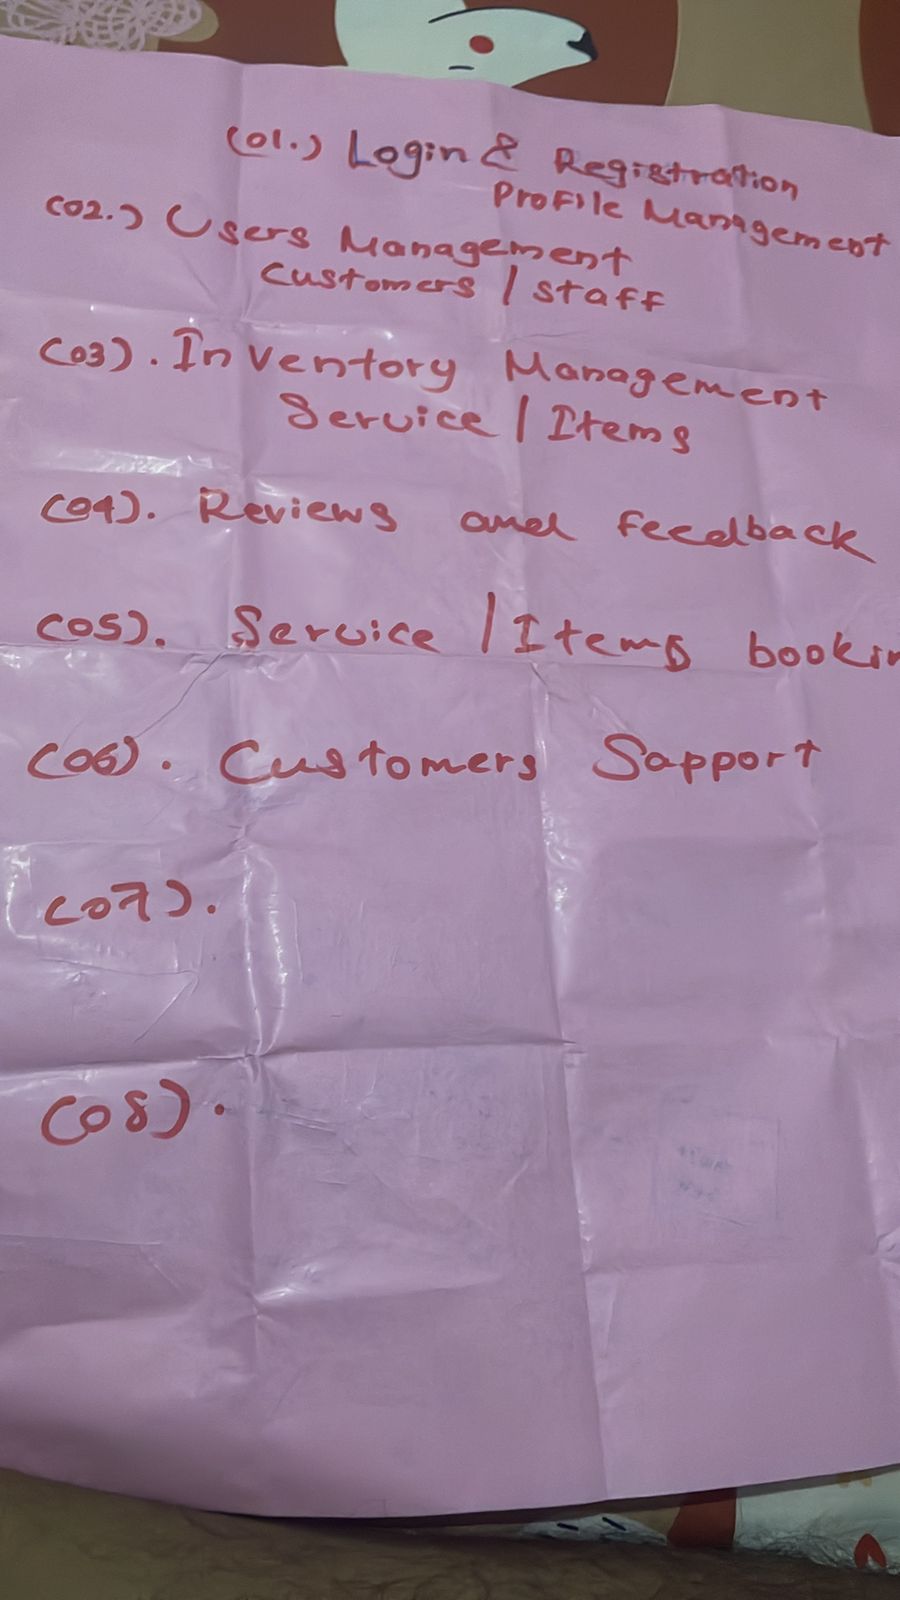 (01.) Login & Registration
Profile Management
(02.) Users Management
Customers / staff
(03). Inventory Management
Service / Items
(04). Reviews and feedback
(05). Service / Items
(06). Customers Sapport
(07).
(08).